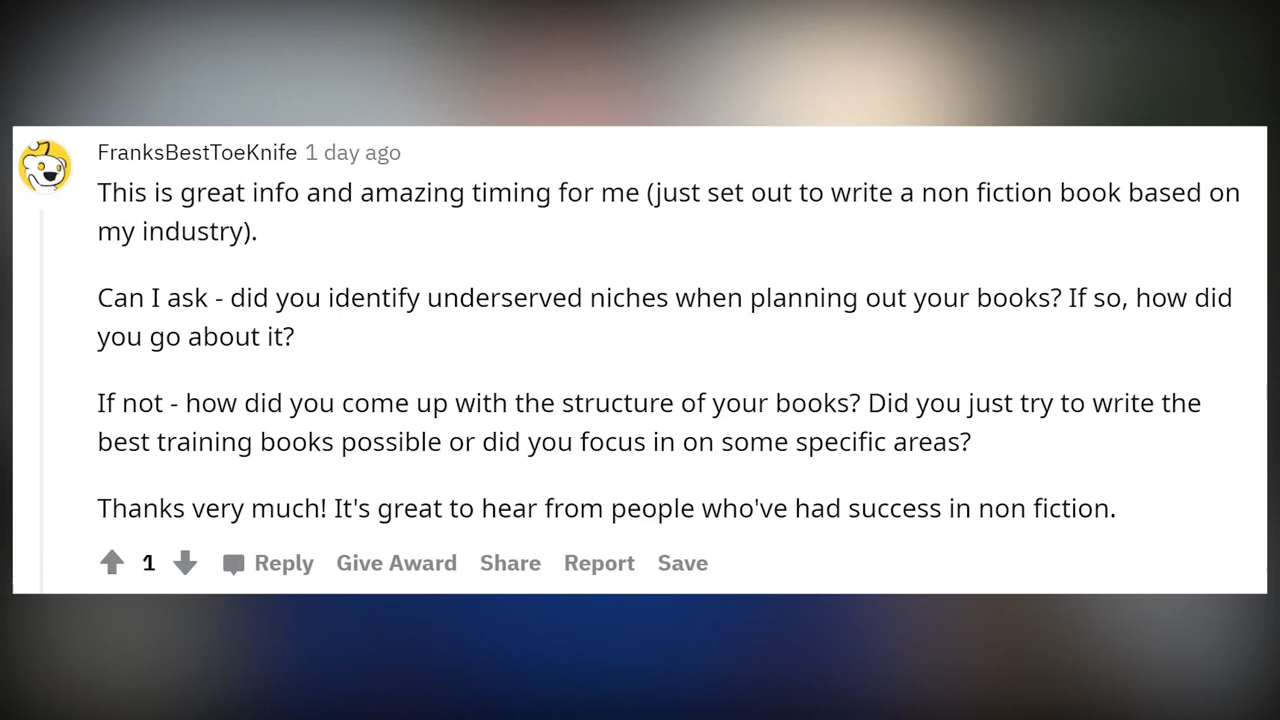 FranksBestToeKnife 1 day ago
This is great info and amazing timing for me (just set out to write a non fiction book based on
my industry).
Can I ask - did you identify underserved niches when planning out your books? If so, how did
you go about it?
If not - how did you come up with the structure of your books? Did you just try to write the
best training books possible or did you focus in on some specific areas?
Thanks very much! It's great to hear from people who've had success in non fiction.
1 Reply Give Award Share Report Save